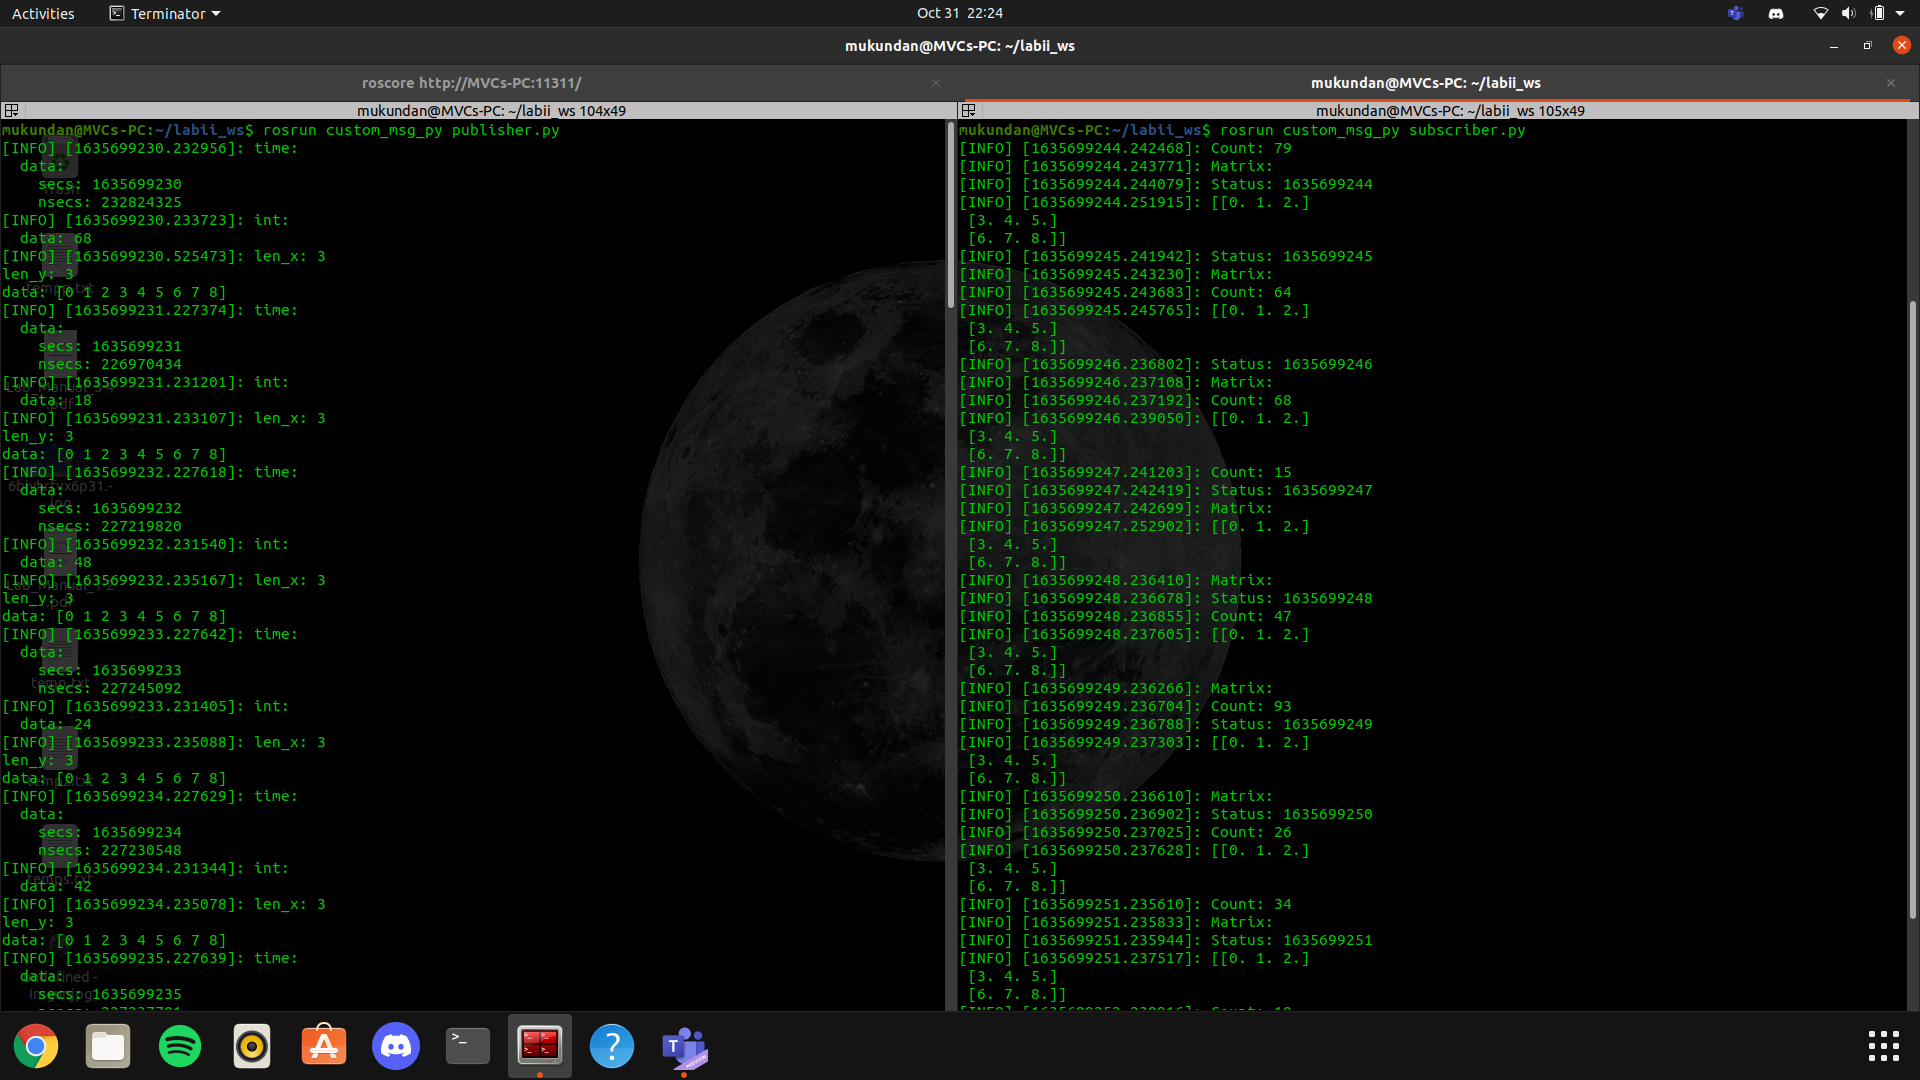 Activities
Terminator
Oct 31 22:24
mukundan@MVCs-PC: ~/labii_ws
roscore http://MVCs-PC:11311/
mukundan@MVCs-PC: ~/labii_ws
mukundan@MVCs-PC: ~/labii_ws 104x49
mukundan@MVCs-PC:~/labii_ws$ rosrun custom_msg_py publisher.py
[INFO] [1635699230.232956]: time:
data:
secs: 1635699230
nsecs: 232824325
[INFO] [1635699230.233723]: int:
data: 68
[INFO] [1635699230.525473]: len_x: 3
len_y: 3
data: [0 1 2 3 4 5 6 7 8]
[INFO] [1635699231.227374]: time:
data:
secs: 1635699231
nsecs: 226970434
[INFO] [1635699231.231201]: int:
data: 18
[INFO] [1635699231.233107]: len_x: 3
len_y: 3
data: [0 1 2 3 4 5 6 7 8]
[INFO] [1635699232.227618]: time:
data:
secs: 1635699232
nsecs: 227219820
[INFO] [1635699232.231540]: int:
data: 48
[INFO] [1635699232.235167]: len_x: 3
len_y: 3
data: [0 1 2 3 4 5 6 7 8]
[INFO] [1635699233.227642]: time:
data:
secs: 1635699233
nsecs: 227245092
[INFO] [1635699233.231405]: int:
data: 24
[INFO] [1635699233.235088]: len_x: 3
len_y: 3
data: [0 1 2 3 4 5 6 7 8]
[INFO] [1635699234.227629]: time:
data:
secs: 1635699234
nsecs: 227230548
[INFO] [1635699234.231344]: int:
data: 42
[INFO] [1635699234.235078]: len_x: 3
len_y: 3
data: [0 1 2 3 4 5 6 7 8]
[INFO] [1635699235.227639]: time:
data:
secs: 1635699235
mukundan@MVCs-PC: ~/labii_ws 105x49
mukundan@MVCs-PC:~/labii_ws$ rosrun custom_msg_py subscriber.py
[INFO] [1635699244.242468]: Count: 79
[INFO] [1635699244.243771]: Matrix:
[INFO] [1635699244.244079]: Status: 1635699244
[INFO] [1635699244.251915]: [[0. 1. 2.]
[3. 4. 5.]
[6. 7. 8.]]
[INFO] [1635699245.241942]: Status: 1635699245
[INFO] [1635699245.243230]: Matrix:
[INFO] [1635699245.243683]: Count: 64
[INFO] [1635699245.245765]: [[0. 1. 2.]
[3. 4. 5.]
[6. 7. 8.]]
[INFO] [1635699246.236802]: Status: 1635699246
[INFO] [1635699246.237108]: Matrix:
[INFO] [1635699246.237192]: Count: 68
[INFO] [1635699246.239050]: [[0. 1. 2.]
[3. 4. 5.]
[6. 7. 8.]]
[INFO] [1635699247.241203]: Count: 15
[INFO] [1635699247.242419]: Status: 1635699247
[INFO] [1635699247.242699]: Matrix:
[INFO] [1635699247.252902]: [[0. 1. 2.]
[3. 4. 5.]
[6. 7. 8.]]
[INFO] [1635699248.236410]: Matrix:
[INFO] [1635699248.236678]: Status: 1635699248
[INFO] [1635699248.236855]: Count: 47
[INFO] [1635699248.237605]: [[0. 1. 2.]
[3. 4. 5.]
[6. 7. 8.]]
[INFO] [1635699249.236266]: Matrix:
[INFO] [1635699249.236704]: Count: 93
[INFO] [1635699249.236788]: Status: 1635699249
[INFO] [1635699249.237303]: [[0. 1. 2.]
[3. 4. 5.]
[6. 7. 8.]]
[INFO] [1635699250.236610]: Matrix:
[INFO] [1635699250.236902]: Status: 1635699250
[INFO] [1635699250.237025]: Count: 26
[INFO] [1635699250.237628]: [[0. 1. 2.]
[3. 4. 5.]
[6. 7. 8.]]
[INFO] [1635699251.235610]: Count: 34
[INFO] [1635699251.235833]: Matrix:
[INFO] [1635699251.235944]: Status: 1635699251
[INFO] [1635699251.237517]: [[0. 1. 2.]
[3. 4. 5.]
[6. 7. 8.]]